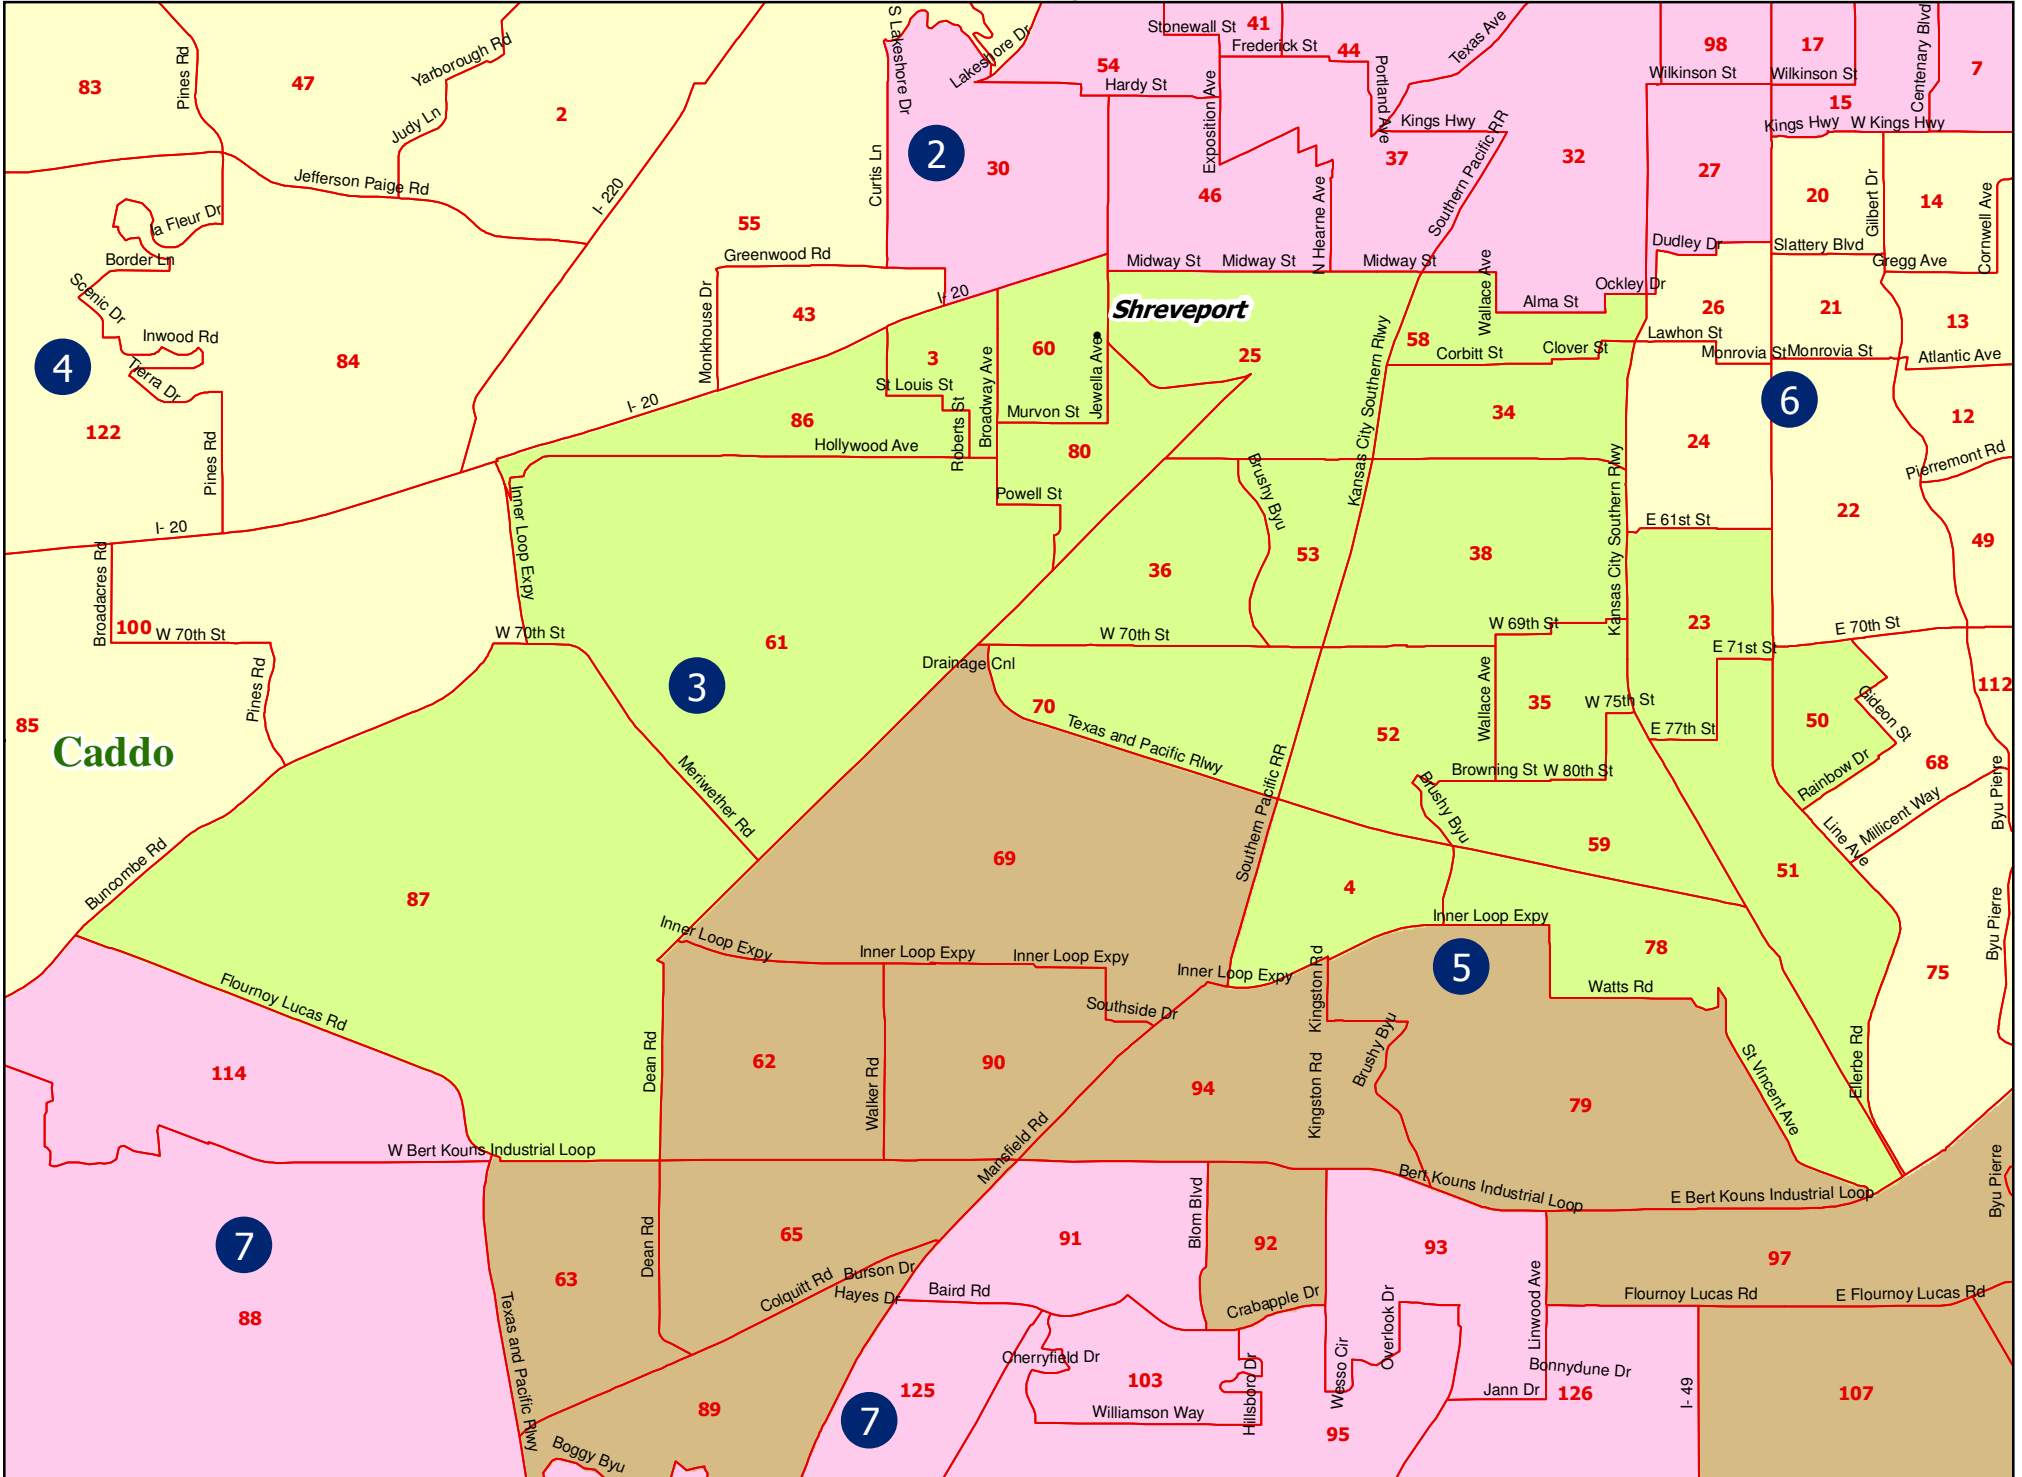 S Lakeshore Dr
Lakeshore Dr
Stonewall St
41
Frederick St
44
Texas Ave
98
17
Centenary Blvd
7
Pines Rd
47
Yarborough Rd
83
54
Hardy St
Portland Ave
Wilkinson St
Wilkinson St
15
2
Judy Ln
Exposition Ave
Kings Hwy
Southern Pacific RR
Kings Hwy
W Kings Hwy
Curtis Ln
2
30
37
32
27
Jefferson Paige Rd
I- 220
46
N Hearne Ave
20
Gilbert Dr
14
Cornwell Ave
la Fleur Dr
55
Greenwood Rd
Dudley Dr
Slattery Blvd
Gregg Ave
Border Ln
Midway St
Midway St
Midway St
Scenic Dr
Monkhouse Dr
I- 20
Wallace Ave
Ockley Dr
Alma St
43
Shreveport
26
21
13
Inwood Rd
4
84
3
60
Jewella Ave
25
58
Kansas City Southern Rlwy
Corbitt St
Clover St
Lawhon St
Monrovia St
Monrovia St
Atlantic Ave
Tierra Dr
St Louis St
Broadway Ave
Murvon St
6
122
I- 20
86
Roberts St
34
12
Hollywood Ave
80
24
Pierremont Rd
Pines Rd
Brushy Byu
Kansas City Southern Rlwy
Inner Loop Expy
Powell St
22
I- 20
E 61st St
49
Broadacres Rd
36
53
38
100
W 70th St
W 70th St
61
W 70th St
W 69th St
23
E 70th St
E 71st St
Drainage Cnl
Pines Rd
3
70
Wallace Ave
35
W 75th St
112
85
Texas and Pacific Rlwy
52
E 77th St
50
Gideon St
Caddo
Meriwether Rd
Southern Pacific RR
Browning St
W 80th St
68
Rainbow Dr
Byu Pierre
Brushy Byu
Millicent Way
Line Ave
69
59
51
Buncombe Rd
87
4
Inner Loop Expy
Inner Loop Expy
Inner Loop Expy
Inner Loop Expy
Inner Loop Expy
78
Byu Pierre
5
75
Flournoy Lucas Rd
Kingston Rd
Watts Rd
Southside Dr
114
Dean Rd
62
Walker Rd
90
94
Kingston Rd
Brushy Byu
79
St Vincent Ave
Ellerbe Rd
W Bert Kouns Industrial Loop
Mansfield Rd
Bert Kouns Industrial Loop
E Bert Kouns Industrial Loop
Byu Pierre
7
Dean Rd
65
91
Blom Blvd
92
93
97
63
Colquitt Rd
Burson Dr
Hayes Dr
Baird Rd
Crabapple Dr
Overlook Dr
Linwood Ave
Flournoy Lucas Rd
E Flournoy Lucas Rd
88
Texas and Pacific Rlwy
Cherryfield Dr
Hillsboro Dr
Wesso Cir
Bonnydune Dr
125
103
Jann Dr
126
I- 49
107
89
7
Williamson Way
95
Boggy Byu